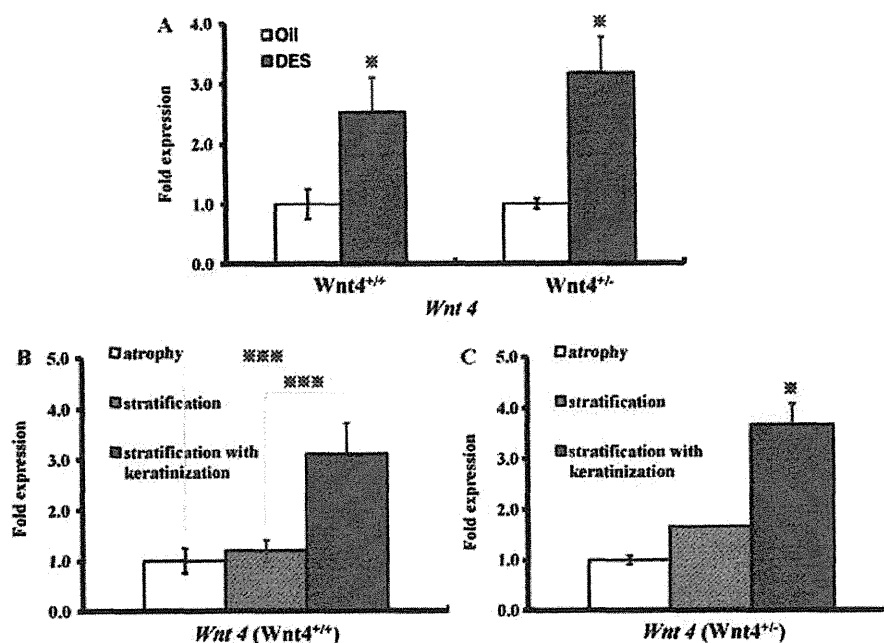 A
Oil
DES
4.0
3.0
2.0
1.0
0.0
Fold expression
※
※
Wnt4+/+
Wnt4+/-
Wnt 4
B
5.0
4.0
3.0
2.0
1.0
0.0
Fold expression
atrophy
stratification
stratification with
keratinization
※※※
※※※
Wnt 4 (Wnt4+/+)
C
5.0
4.0
3.0
2.0
1.0
0.0
Fold expression
atrophy
stratification
stratification with
keratinization
※
Wnt 4 (Wnt4+/-)